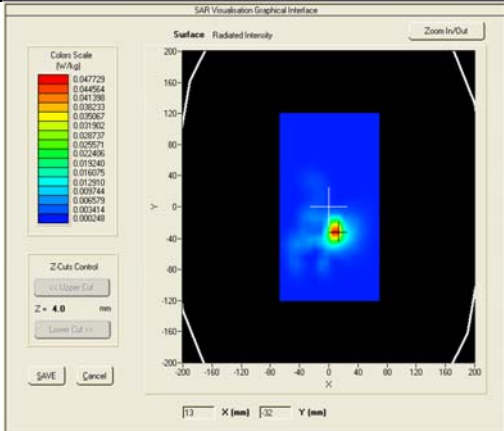 SAR Visualisation Graphical Interface
Surface Radiated Intensity
Zoom In/Out
Colors Scale
(W/kg)
0.047729
0.044564
0.041398
0.038233
0.035067
0.031902
0.028737
0.025571
0.022406
0.019240
0.016075
0.012910
0.009744
0.006579
0.003414
0.000248
Z-Cuts Control
<< Upper Cut
Z = 4.0 mm
Lower Cut >>
SAVE Cancel
200
160
120
80
40
Y 0
-40
-80
-120
-160
-200
-200 -160 -120 -80 -40 0 40 80 120 160 200
X
13 X (mm) -32 Y (mm)